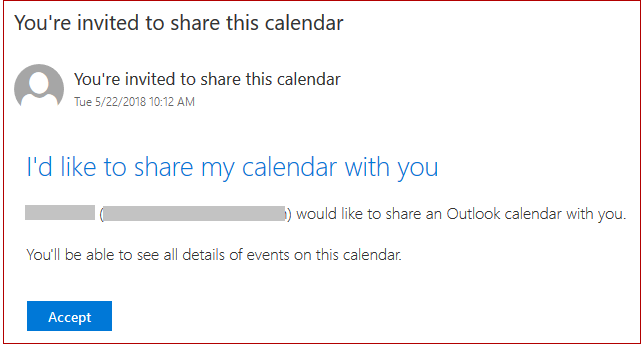 You're invited to share this calendar
You're invited to share this calendar
Tue 5/22/2018 10:12 AM
I'd like to share my calendar with you
( ) would like to share an Outlook calendar with you.
You'll be able to see all details of events on this calendar.
Accept